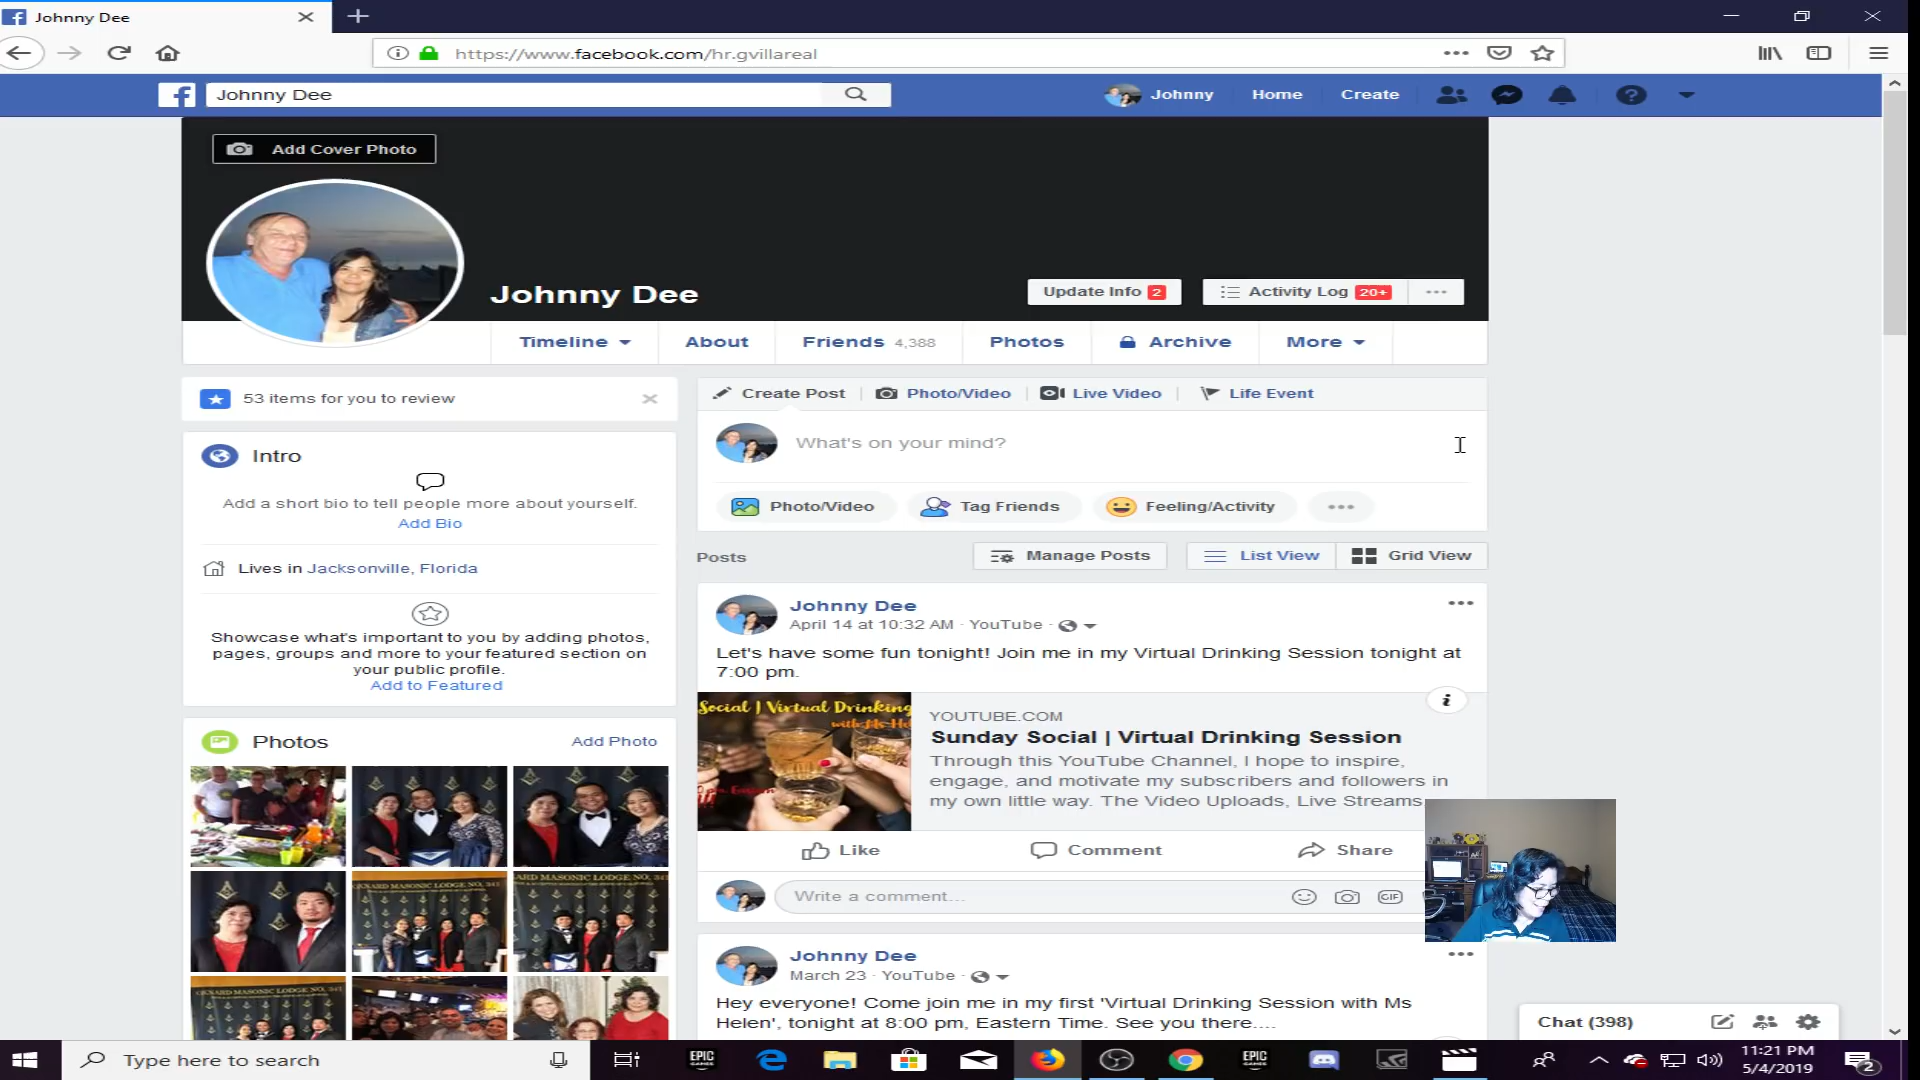 Johnny Dee
https://www.facebook.com/hr.gvillareal
Johnny Dee
Johnny
Home
Create
Add Cover Photo
Johnny Dee
Update Info 2
Activity Log 20+
Timeline
About
Friends 4,388
Photos
Archive
More
53 items for you to review
Intro
Add a short bio to tell people more about yourself.
Add Bio
Lives in Jacksonville, Florida
Showcase what's important to you by adding photos,
pages, groups and more to your featured section on
your public profile.
Add to Featured
Photos
Add Photo
OXNARD MASONIC LODGE NO. 341
Create Post
Photo/Video
Live Video
Life Event
What's on your mind?
Photo/Video
Tag Friends
Feeling/Activity
Posts
Manage Posts
List View
Grid View
Johnny Dee
April 14 at 10:32 AM · YouTube ·
Let's have some fun tonight! Join me in my Virtual Drinking Session tonight at
7:00 pm.
Social | Virtual Drinking
YOUTUBE.COM
Sunday Social | Virtual Drinking Session
Through this YouTube Channel, I hope to inspire,
engage, and motivate my subscribers and followers in
my own little way. The Video Uploads, Live Streams
Like
Comment
Share
Write a comment...
GIF
Johnny Dee
March 23 · YouTube ·
Hey everyone! Come join me in my first 'Virtual Drinking Session with Ms
Helen', tonight at 8:00 pm, Eastern Time. See you there....
Chat (398)
Type here to search
EPIC
GAMES
EPIC
GAMES
11:21 PM
5/4/2019
2